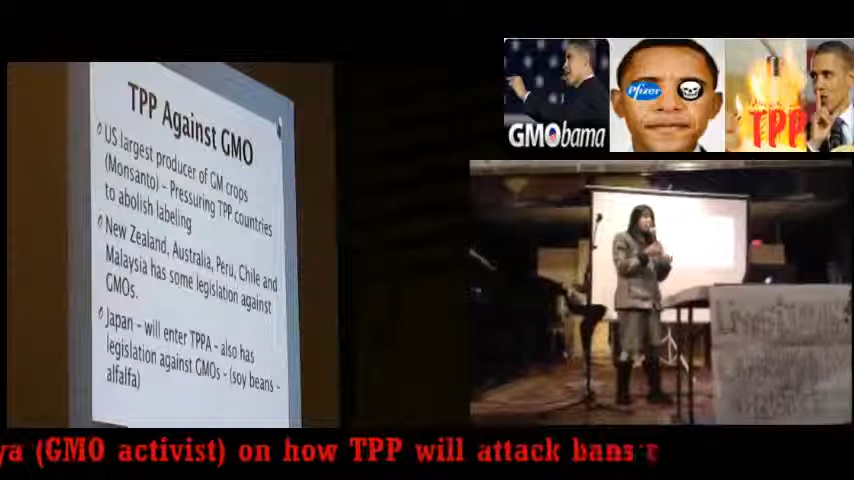 TPP Against GMO
US largest producer of GM crops
(Monsanto) - Pressuring TPP countries
to abolish labeling
New Zealand, Australia, Peru, Chile and
Malaysia has some legislation against
GMOs.
Japan - will enter TPPA - also has
legislation against GMOs - (soy beans -
alfalfa)
GMObama
Pfizer
TPP
ya (GMO activist) on how TPP will attack bans